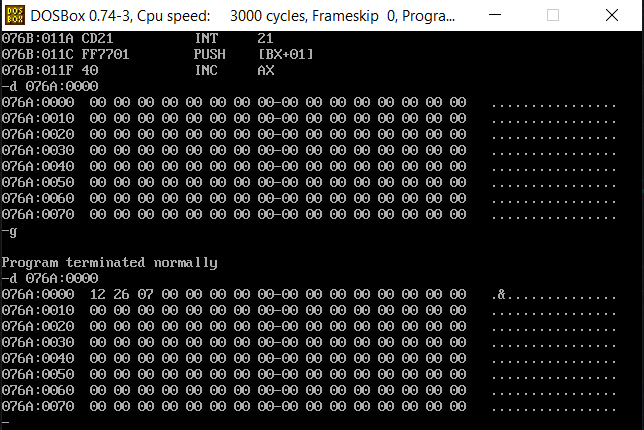 DOS BOX DOSBox 0.74-3, Cpu speed: 3000 cycles, Frameskip 0, Progra...
076B:011A CD21 INT 21
076B:011C FF7701 PUSH [BX+01]
076B:011F 40 INC AX
-d 076A:0000
076A:0000 00 00 00 00 00 00 00 00-00 00 00 00 00 00 00 00 ................
076A:0010 00 00 00 00 00 00 00 00-00 00 00 00 00 00 00 00 ................
076A:0020 00 00 00 00 00 00 00 00-00 00 00 00 00 00 00 00 ................
076A:0030 00 00 00 00 00 00 00 00-00 00 00 00 00 00 00 00 ................
076A:0040 00 00 00 00 00 00 00 00-00 00 00 00 00 00 00 00 ................
076A:0050 00 00 00 00 00 00 00 00-00 00 00 00 00 00 00 00 ................
076A:0060 00 00 00 00 00 00 00 00-00 00 00 00 00 00 00 00 ................
076A:0070 00 00 00 00 00 00 00 00-00 00 00 00 00 00 00 00 ................
-g
Program terminated normally
-d 076A:0000
076A:0000 12 26 07 00 00 00 00 00-00 00 00 00 00 00 00 00 .&..............
076A:0010 00 00 00 00 00 00 00 00-00 00 00 00 00 00 00 00 ................
076A:0020 00 00 00 00 00 00 00 00-00 00 00 00 00 00 00 00 ................
076A:0030 00 00 00 00 00 00 00 00-00 00 00 00 00 00 00 00 ................
076A:0040 00 00 00 00 00 00 00 00-00 00 00 00 00 00 00 00 ................
076A:0050 00 00 00 00 00 00 00 00-00 00 00 00 00 00 00 00 ................
076A:0060 00 00 00 00 00 00 00 00-00 00 00 00 00 00 00 00 ................
076A:0070 00 00 00 00 00 00 00 00-00 00 00 00 00 00 00 00 ................
-